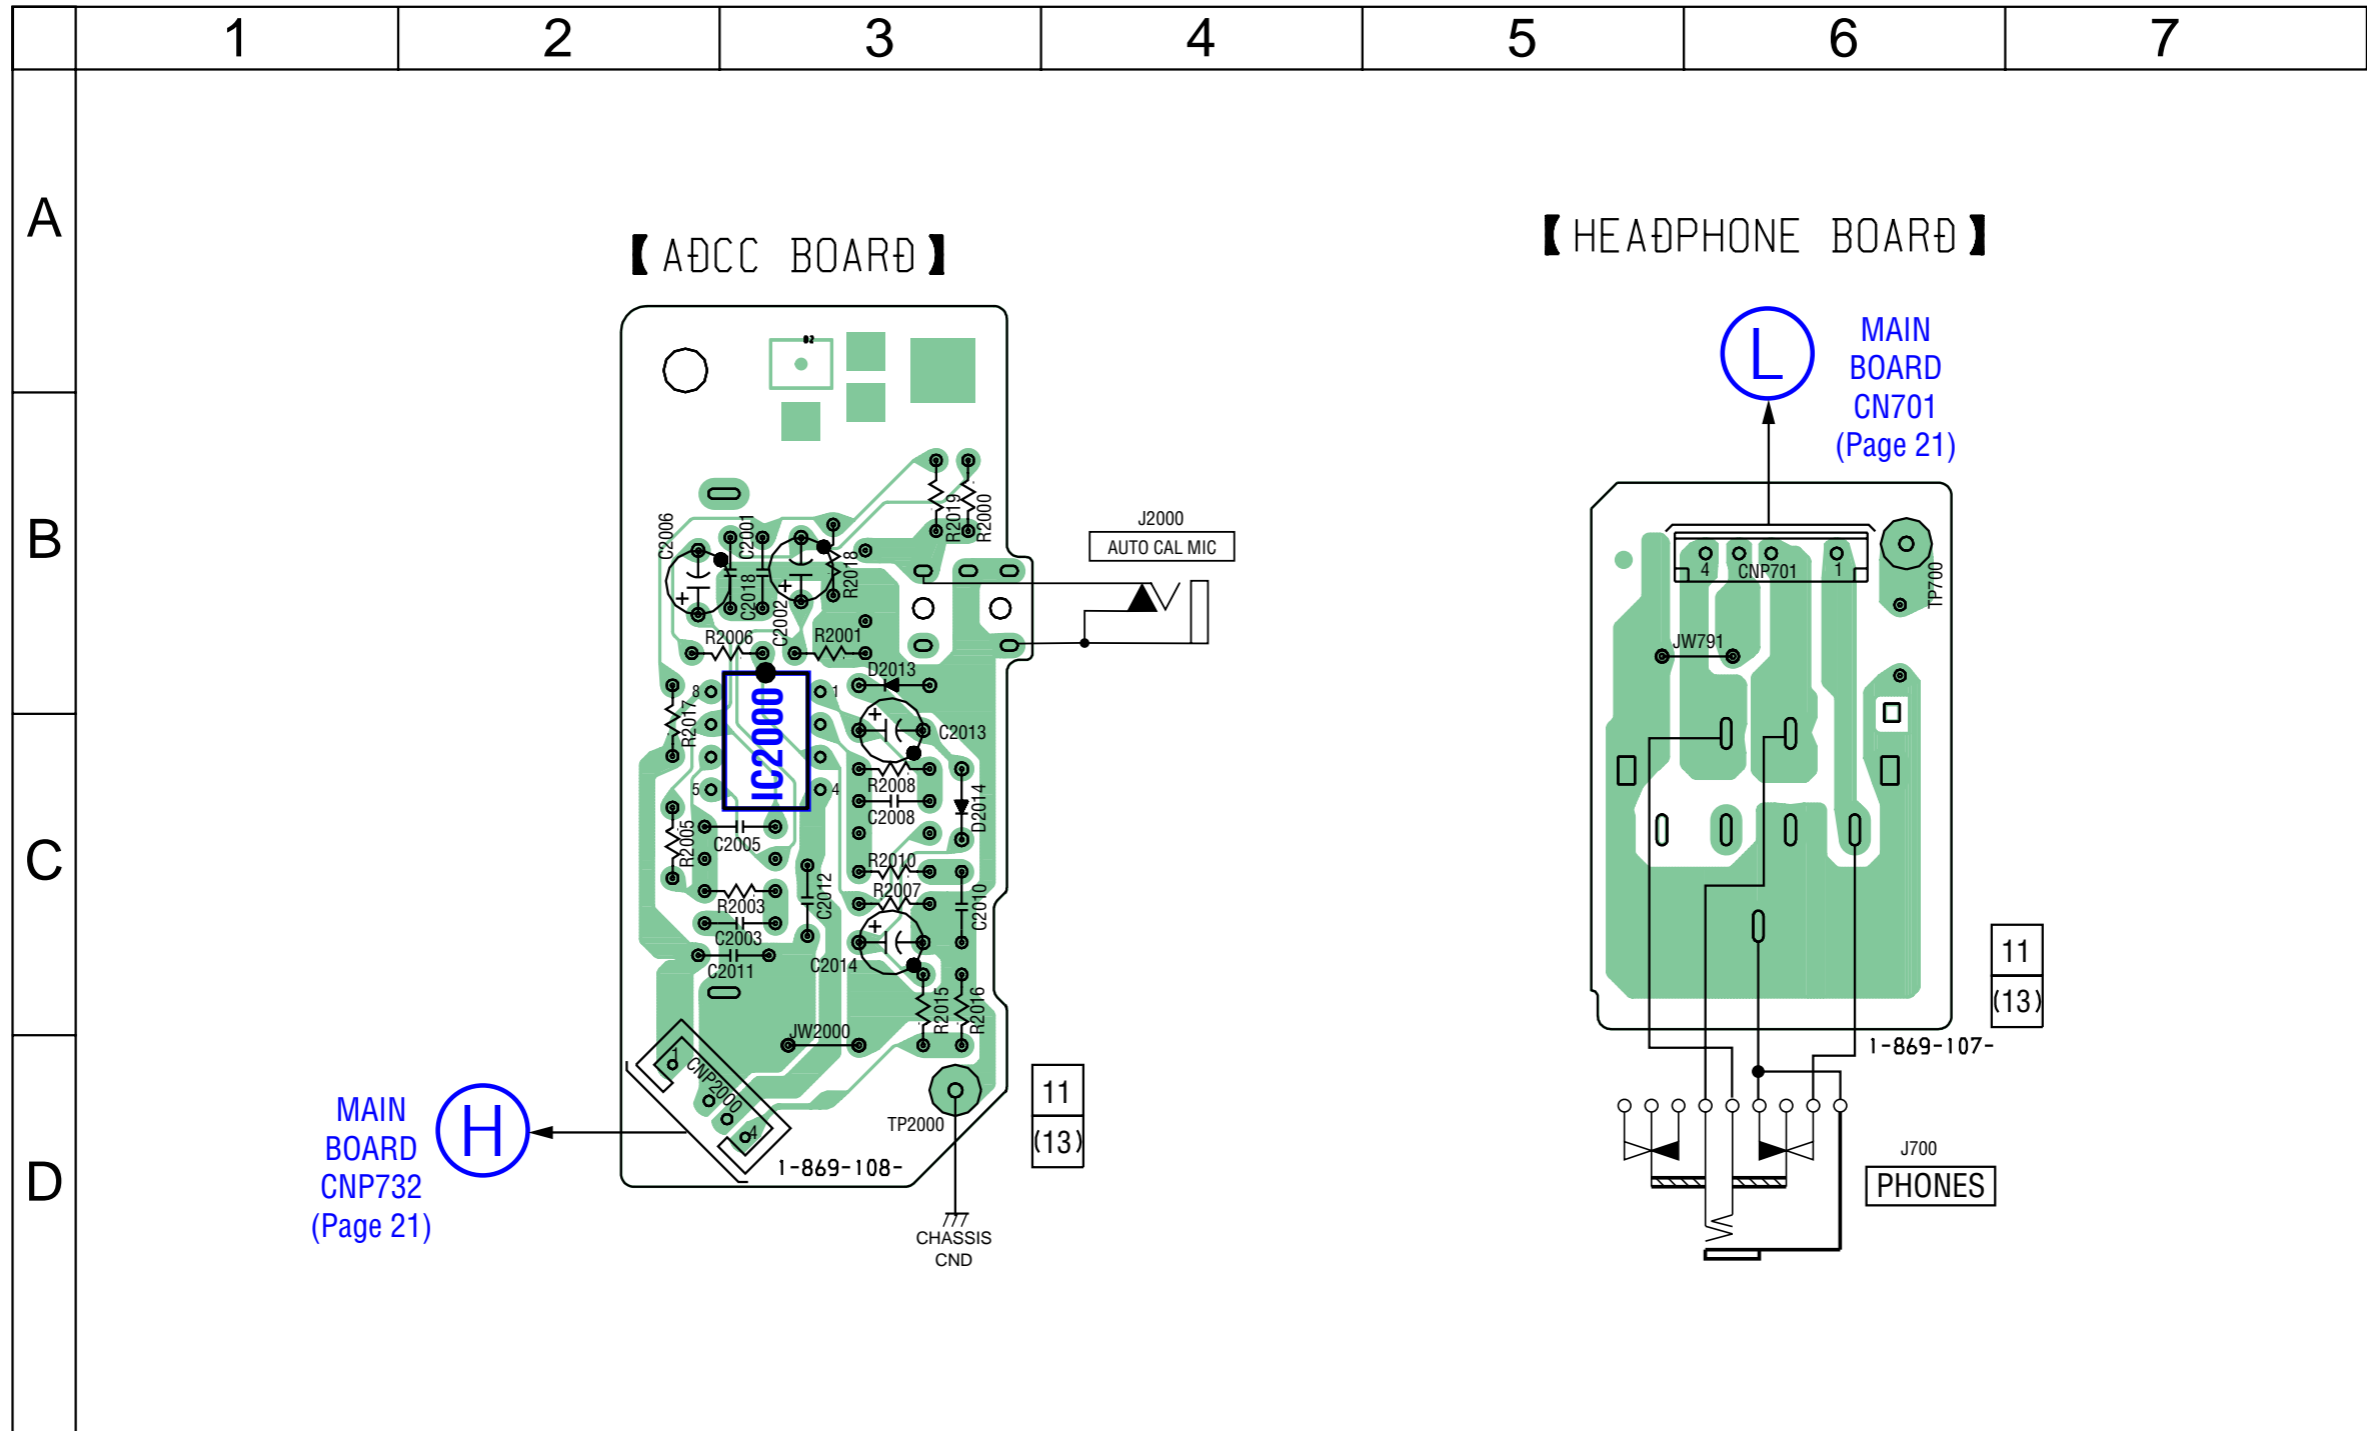 1 2 3 4 5 6 7
A
B
C
D
【ADCC BOARD】
D2
C2006
C2001
C2018
C2002
R2018
R2019
R2000
J2000
AUTO CAL MIC
R2006
R2001
D2013
8
1
IC2000
R2017
C2013
5
4
R2008
C2008
D2014
R2005
C2005
R2010
R2007
R2003
C2012
C2010
C2003
C2011
C2014
R2015
R2016
JW2000
1
CNP2000
4
MAIN
BOARD
CNP732
(Page 21)
H
1-869-108-
TP2000
CHASSIS
CND
11
(13)
【HEADPHONE BOARD】
L
MAIN
BOARD
CN701
(Page 21)
4 CNP701 1
TP700
JW791
11
(13)
1-869-107-
J700
PHONES